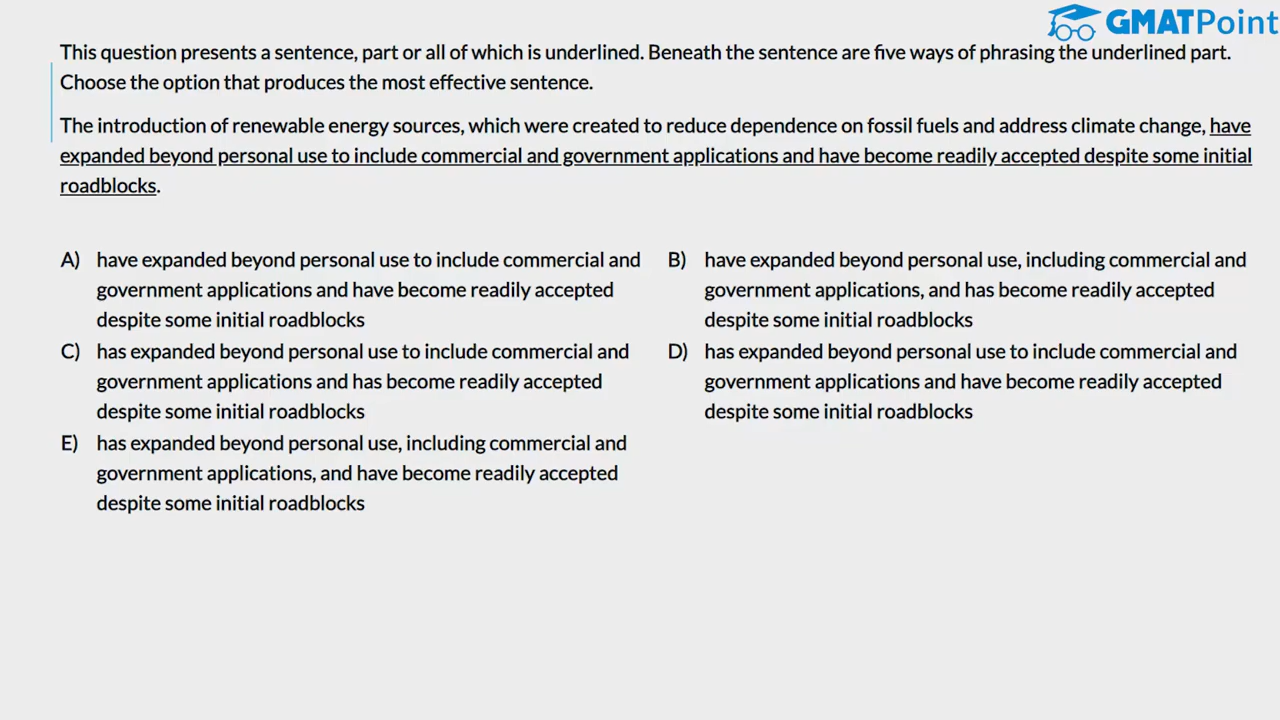 GMATPoint
This question presents a sentence, part or all of which is underlined. Beneath the sentence are five ways of phrasing the underlined part.
Choose the option that produces the most effective sentence.
The introduction of renewable energy sources, which were created to reduce dependence on fossil fuels and address climate change, have
expanded beyond personal use to include commercial and government applications and have become readily accepted despite some initial
roadblocks.
A) have expanded beyond personal use to include commercial and
government applications and have become readily accepted
despite some initial roadblocks
B) have expanded beyond personal use, including commercial and
government applications, and has become readily accepted
despite some initial roadblocks
C) has expanded beyond personal use to include commercial and
government applications and has become readily accepted
despite some initial roadblocks
D) has expanded beyond personal use to include commercial and
government applications and have become readily accepted
despite some initial roadblocks
E) has expanded beyond personal use, including commercial and
government applications, and have become readily accepted
despite some initial roadblocks